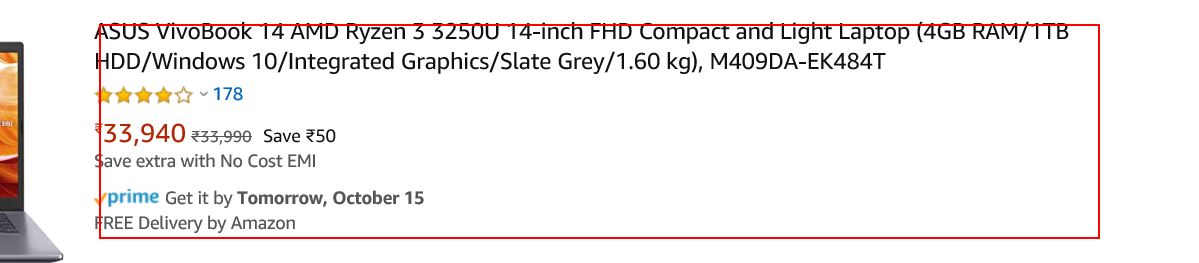 ASUS VivoBook 14 AMD Ryzen 3 3250U 14-inch FHD Compact and Light Laptop (4GB RAM/1TB
HDD/Windows 10/Integrated Graphics/Slate Grey/1.60 kg), M409DA-EK484T
178
₹33,940 ₹33,990 Save ₹50
Save extra with No Cost EMI
prime Get it by Tomorrow, October 15
FREE Delivery by Amazon